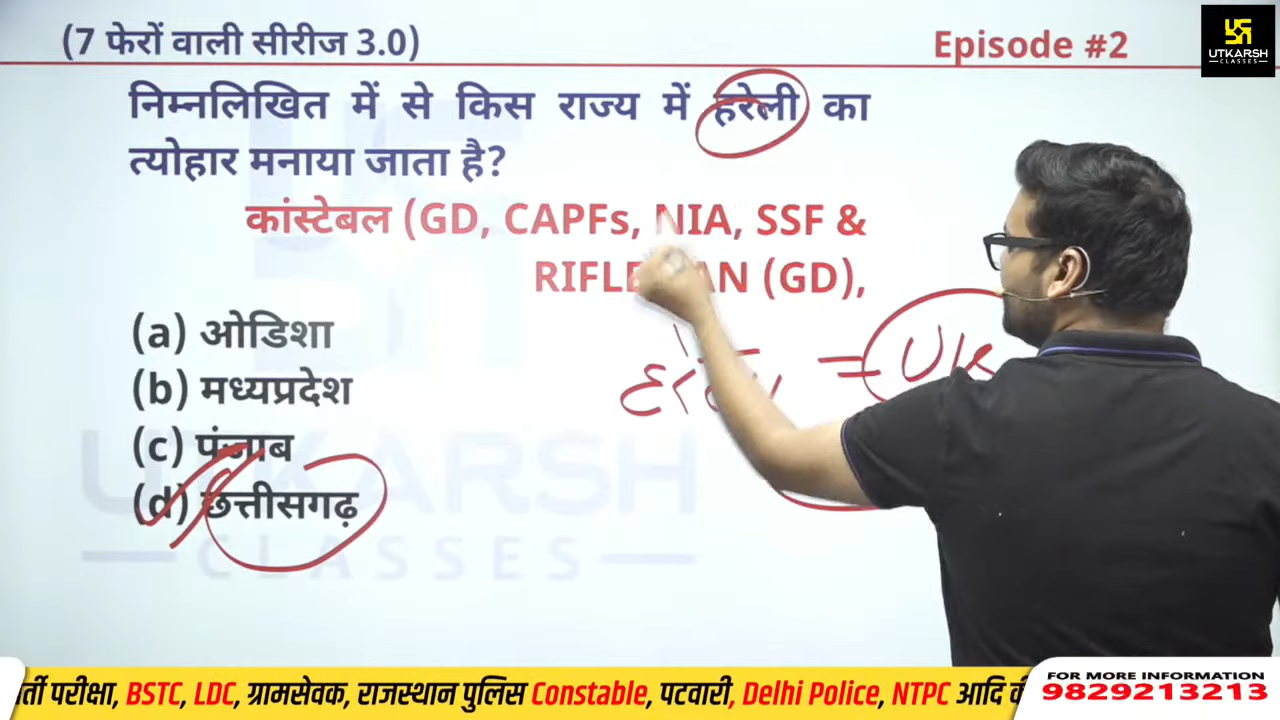 (7 फेरों वाली सीरीज 3.0)
Episode #2
UTKARSH
CLASSES
निम्नलिखित में से किस राज्य में हरेली का
त्योहार मनाया जाता है?
कांस्टेबल (GD, CAPFs, NIA, SSF &
(GD),
(a) ओडिशा
(b) मध्यप्रदेश
(c) पंजाब
(d) छत्तीसगढ़
=
UTKARSH
CLASSES
र्ती परीक्षा, BSTC, LDC, ग्रामसेवक, राजस्थान पुलिस Constable, पटवारी, Delhi Police, NTPC आदि
FOR MORE INFORMATION
9829213213